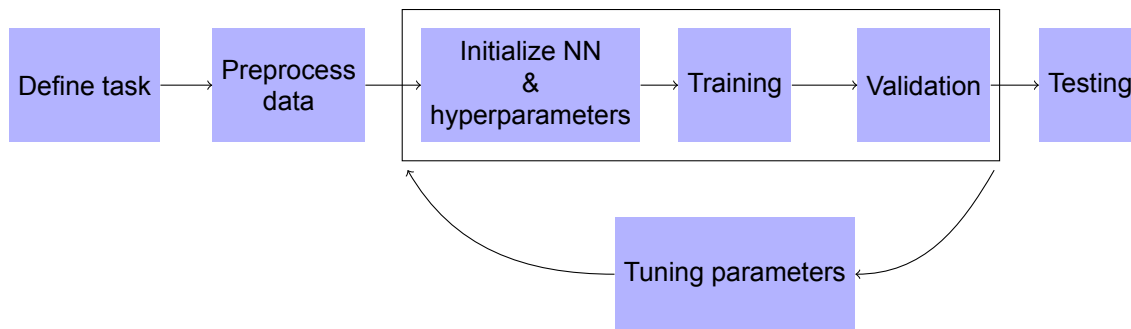 Define task
Preprocess
data
Initialize NN
&
hyperparameters
Training
Validation
Testing
Tuning parameters